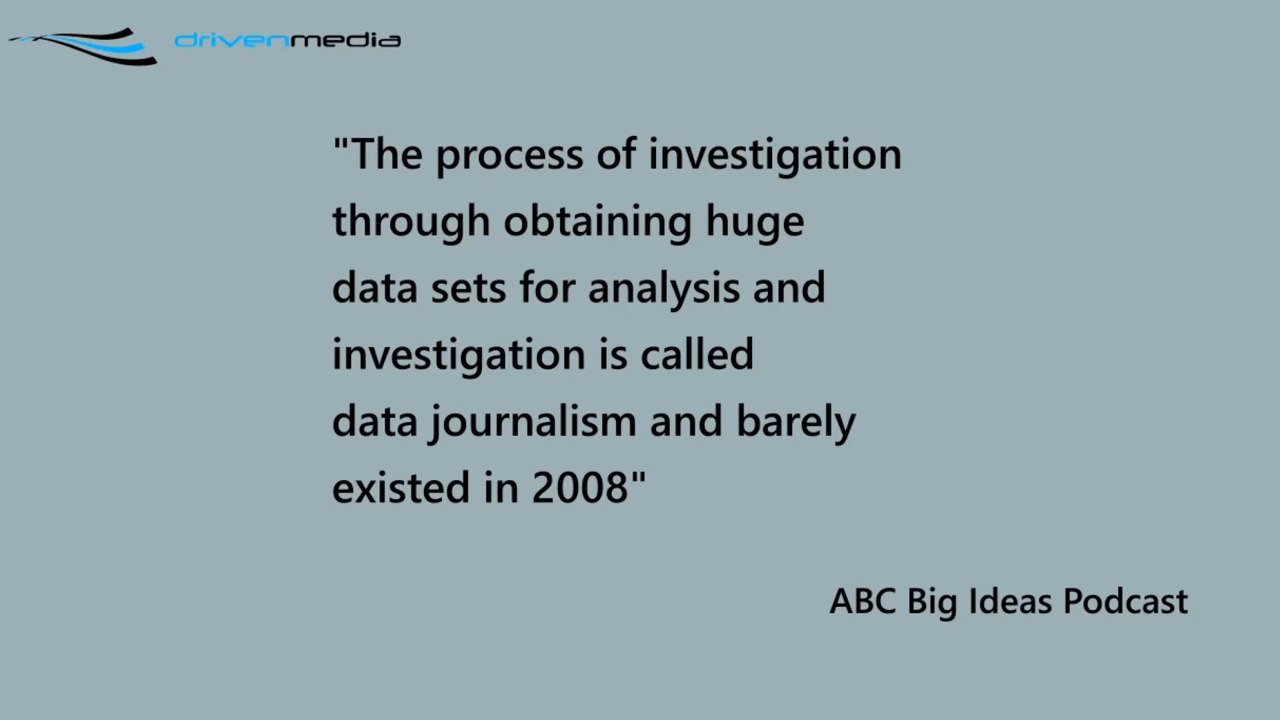 drivenmedia
"The process of investigation
through obtaining huge
data sets for analysis and
investigation is called
data journalism and barely
existed in 2008"
ABC Big Ideas Podcast